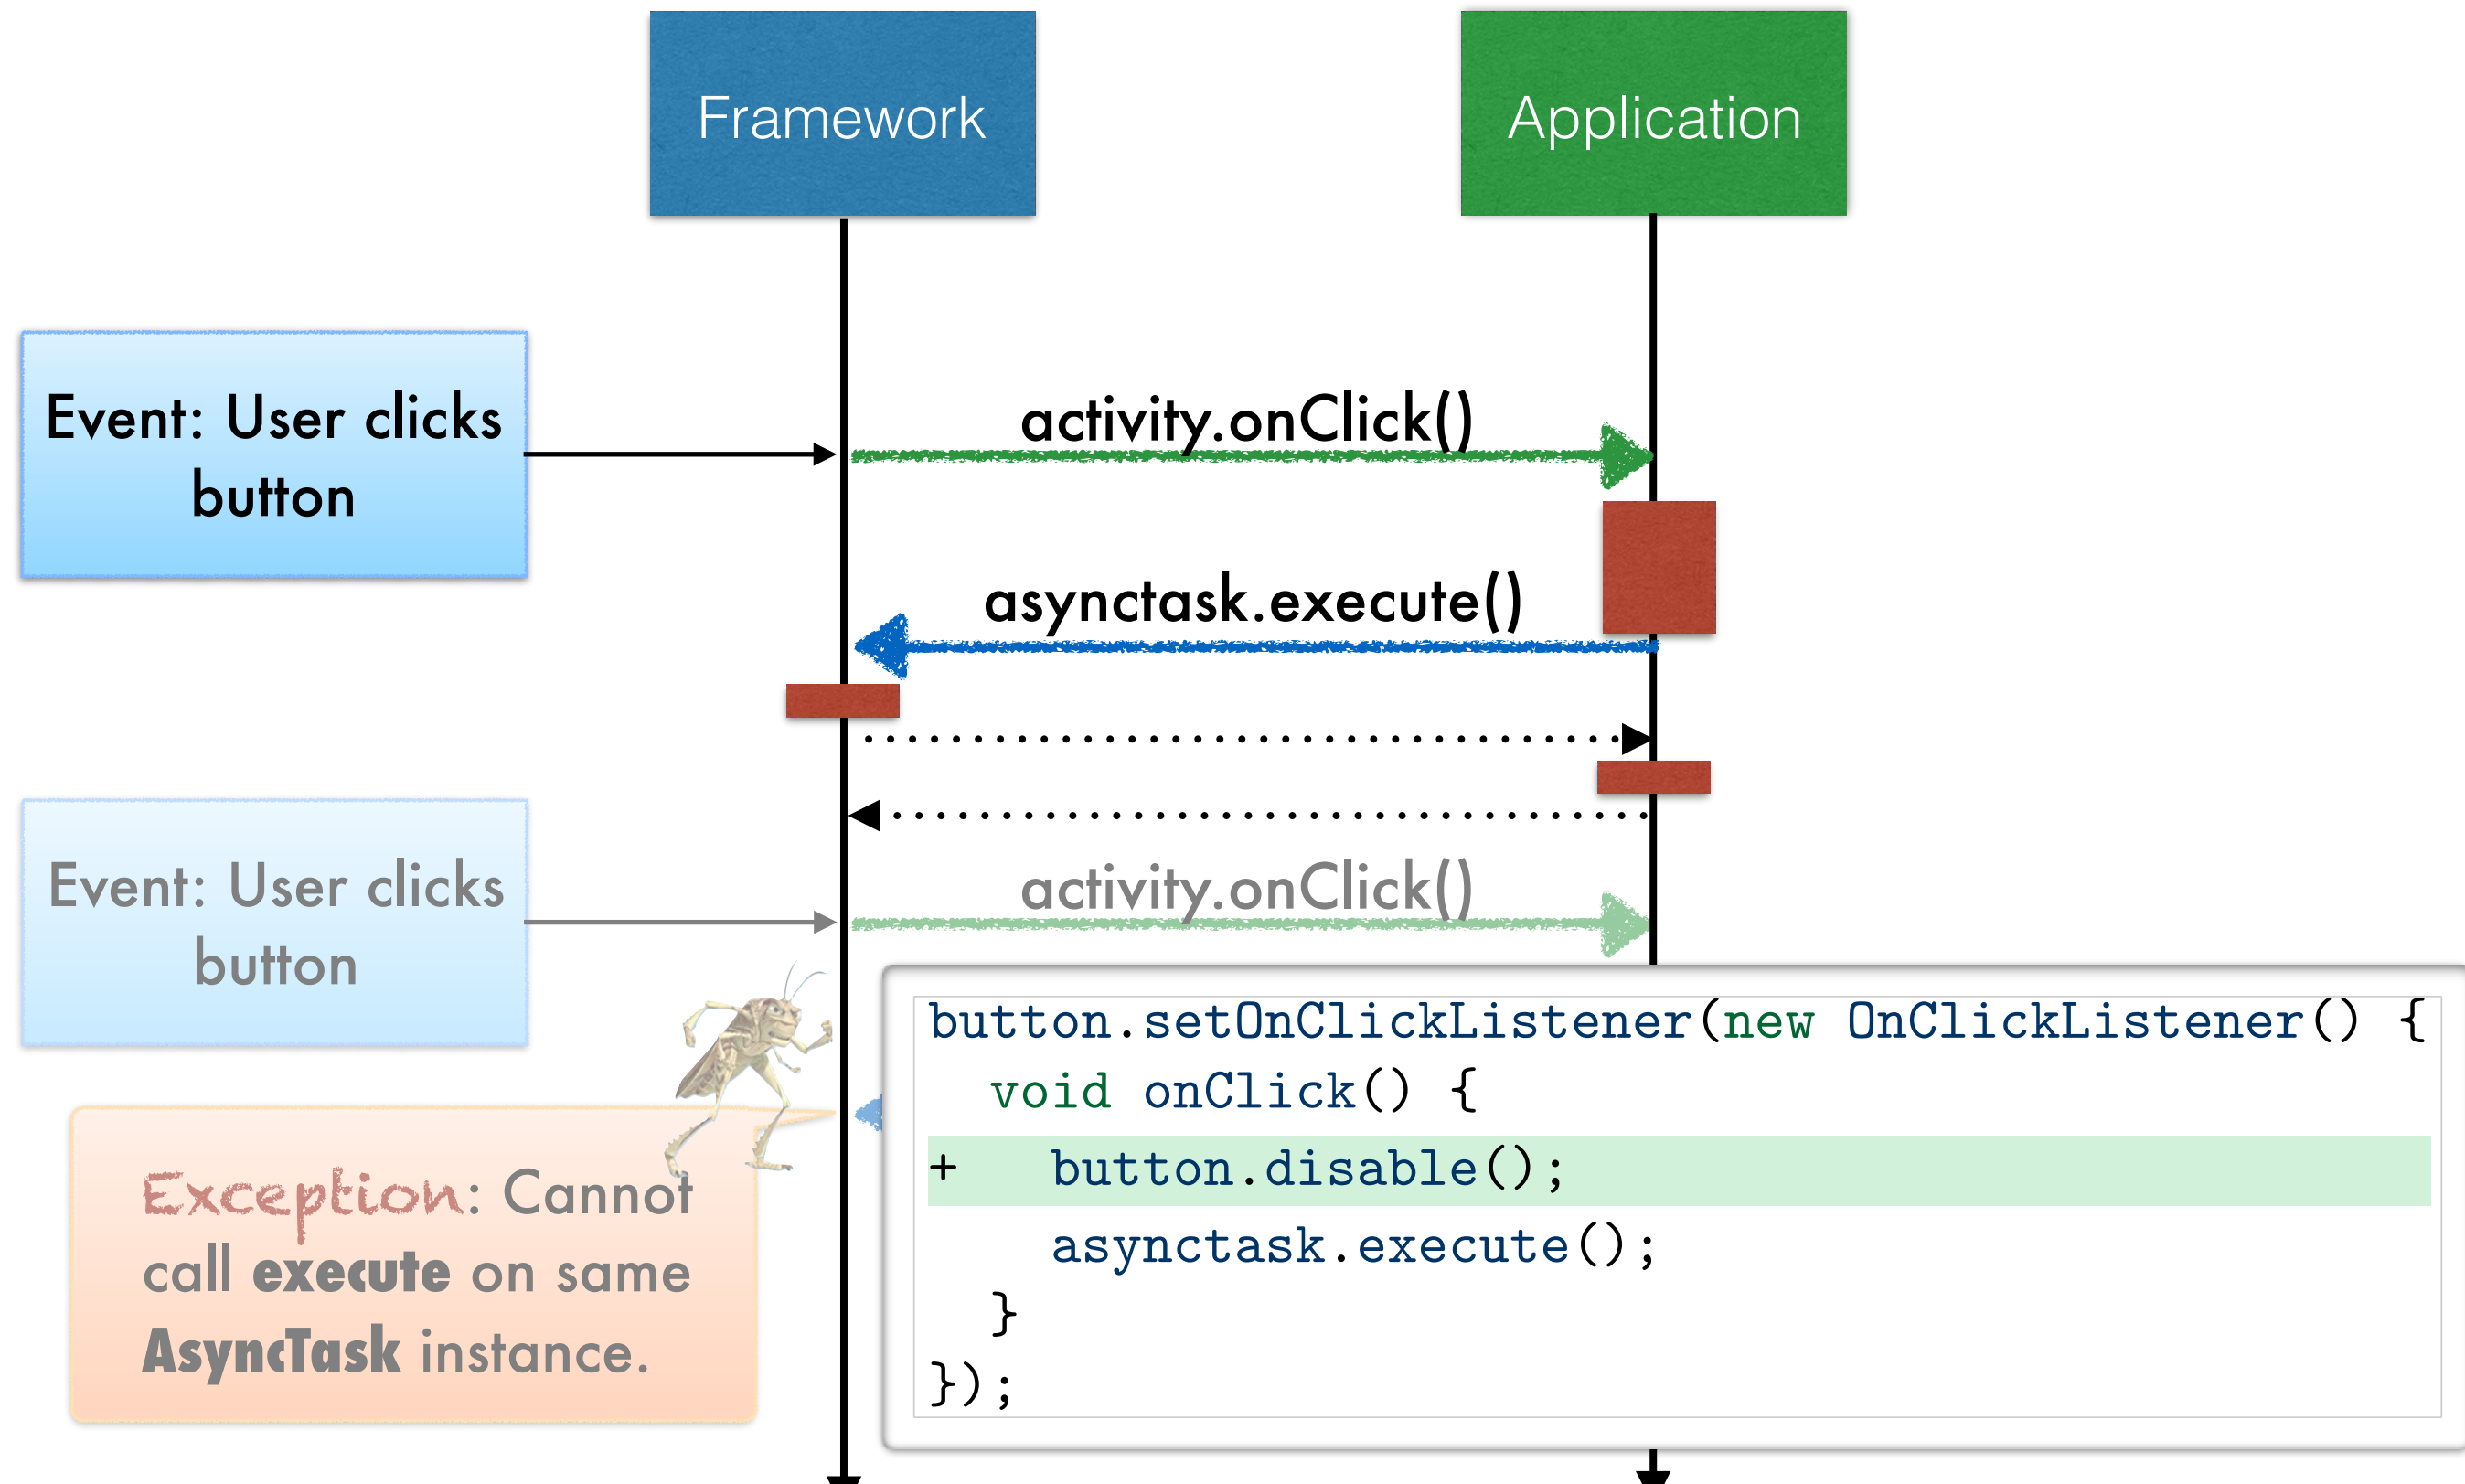 Framework
Application
Event: User clicks
button
activity.onClick()
asynctask.execute()
Event: User clicks
button
activity.onClick()
button.setOnClickListener(new OnClickListener() {
  void onClick() {
+   button.disable();
    asynctask.execute();
  }
});
Exception: Cannot
call execute on same
AsyncTask instance.